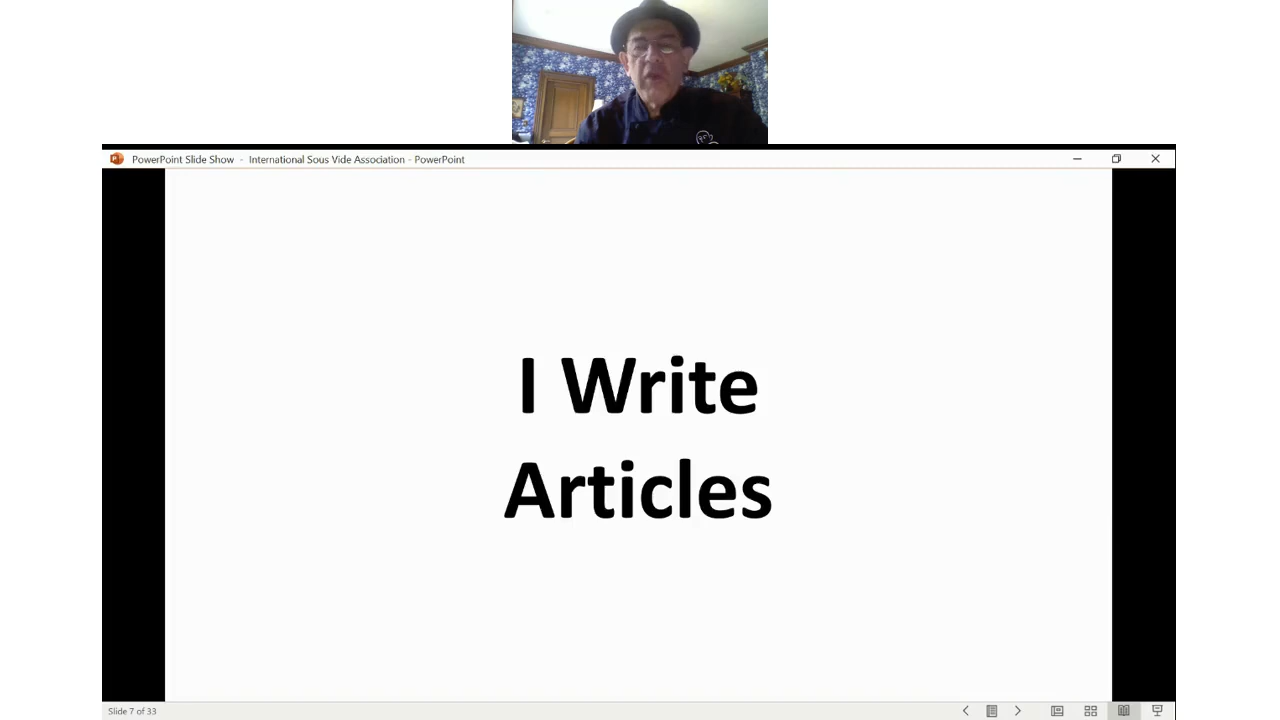 PowerPoint Slide Show - International Sous Vide Association - PowerPoint
I Write
Articles
Slide 7 of 33